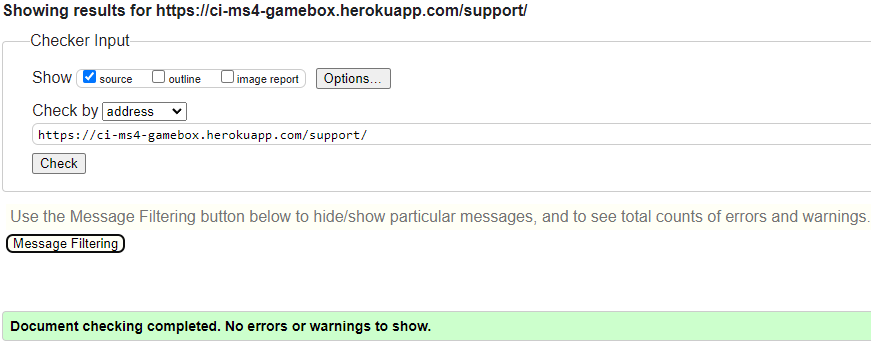 Showing results for https://ci-ms4-gamebox.herokuapp.com/support/
Checker Input
Show source outline image report Options...
Check by address
https://ci-ms4-gamebox.herokuapp.com/support/
Check
Use the Message Filtering button below to hide/show particular messages, and to see total counts of errors and warnings.
Message Filtering
Document checking completed. No errors or warnings to show.